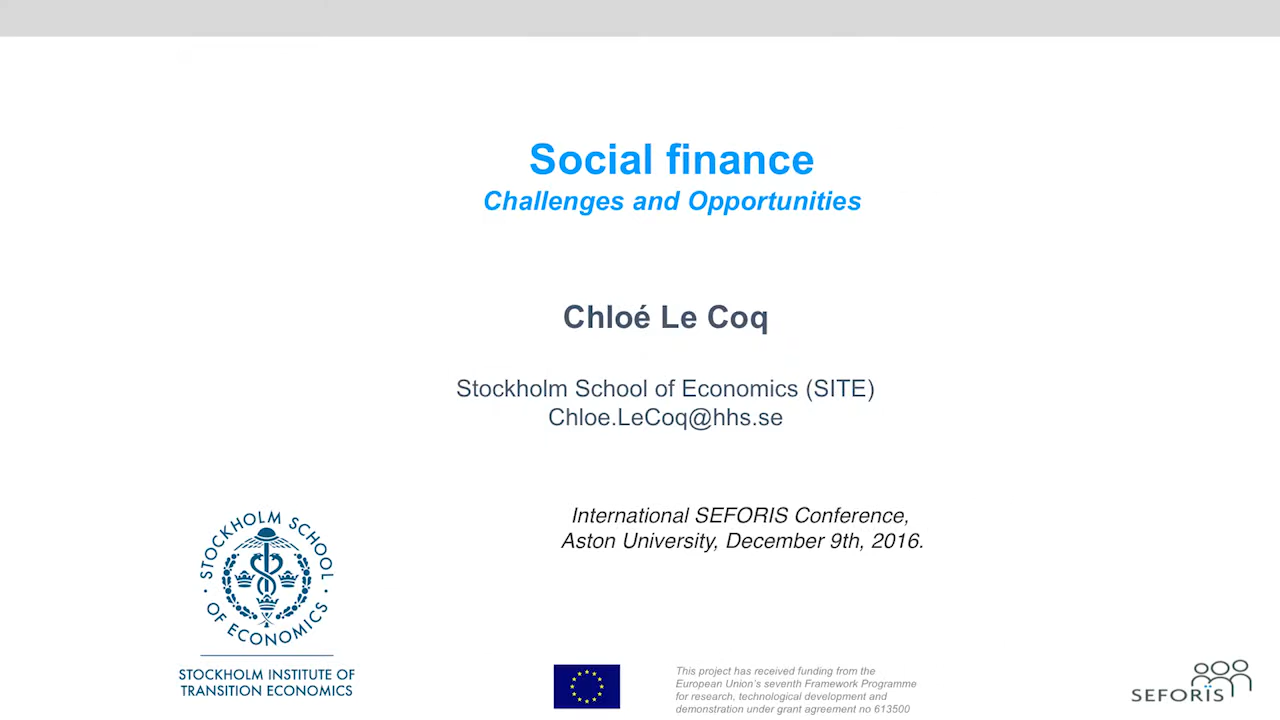 Social finance
Challenges and Opportunities
Chloé Le Coq
Stockholm School of Economics (SITE)
Chloe.LeCoq@hhs.se
International SEFORIS Conference,
Aston University, December 9th, 2016.
STOCKHOLM SCHOOL
OF ECONOMICS
STOCKHOLM INSTITUTE OF
TRANSITION ECONOMICS
This project has received funding from the
European Union's seventh Framework Programme
for research, technological development and
demonstration under grant agreement no 613500
SEFORÏS